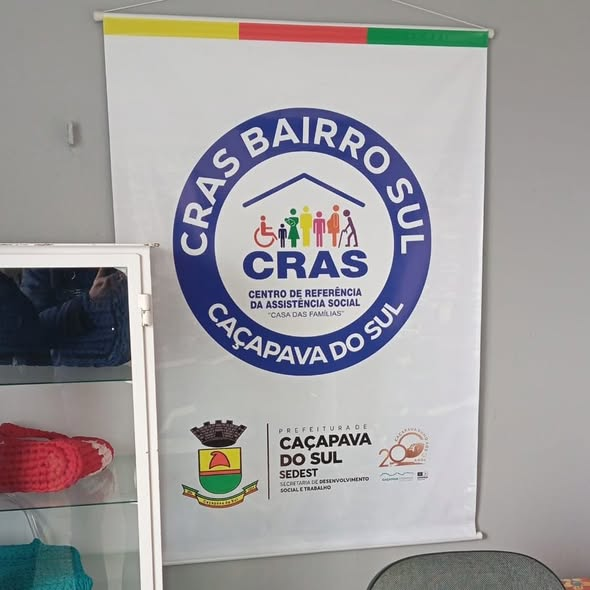 CRAS BAIRRO SUL
CRAS
CENTRO DE REFERÊNCIA
DA ASSISTÊNCIA SOCIAL
"CASA DAS FAMÍLIAS"
CAÇAPAVA DO SUL
PREFEITURA DE
CAÇAPAVA
DO SUL
SEDEST
SECRETARIA DE DESENVOLVIMENTO
SOCIAL E TRABALHO
200